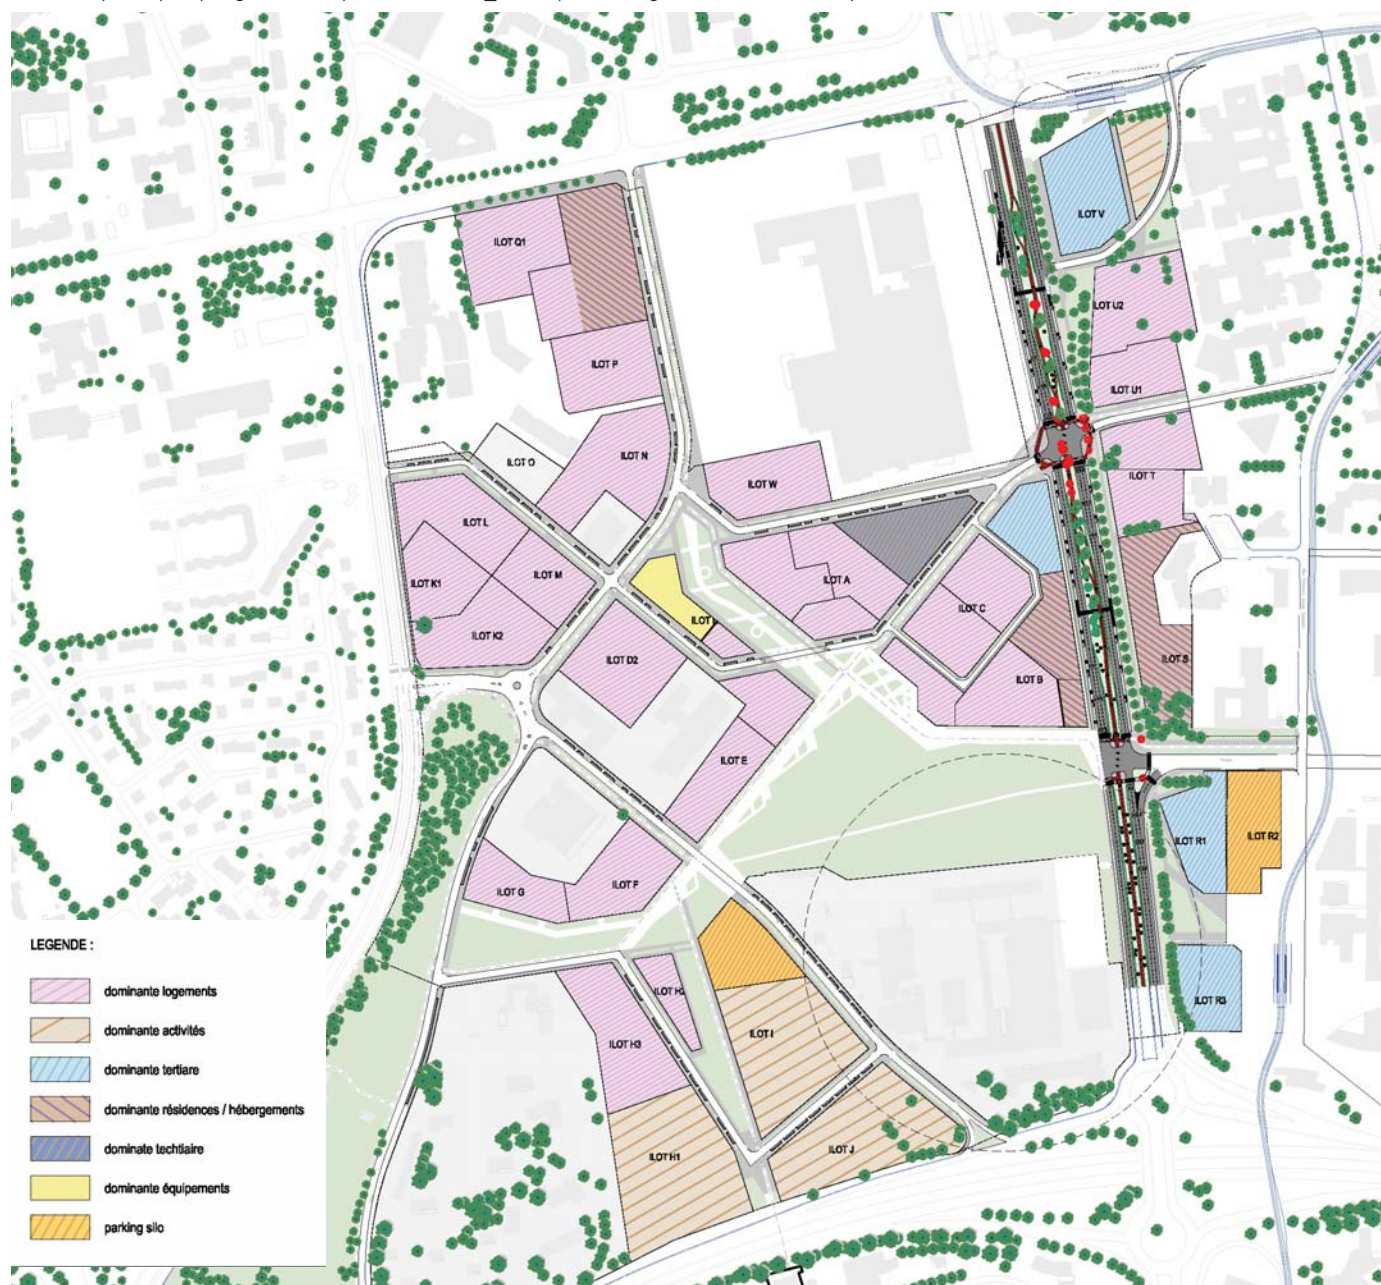 ILOT V
ILOT Q1
ILOT U2
ILOT P
ILOT U1
ILOT O
ILOT N
ILOT W
ILOT T
ILOT L
ILOT M
ILOT A
ILOT K1
ILOT C
ILOT K2
ILOT
ILOT D2
ILOT S
ILOT B
ILOT E
ILOT R1
ILOT R2
ILOT G
ILOT F
ILOT H2
ILOT R3
ILOT I
ILOT H3
ILOT H1
ILOT J
LEGENDE :
dominante logements
dominante activités
dominante tertiare
dominante résidences / hébergements
dominate techtiaire
dominante équipements
parking silo